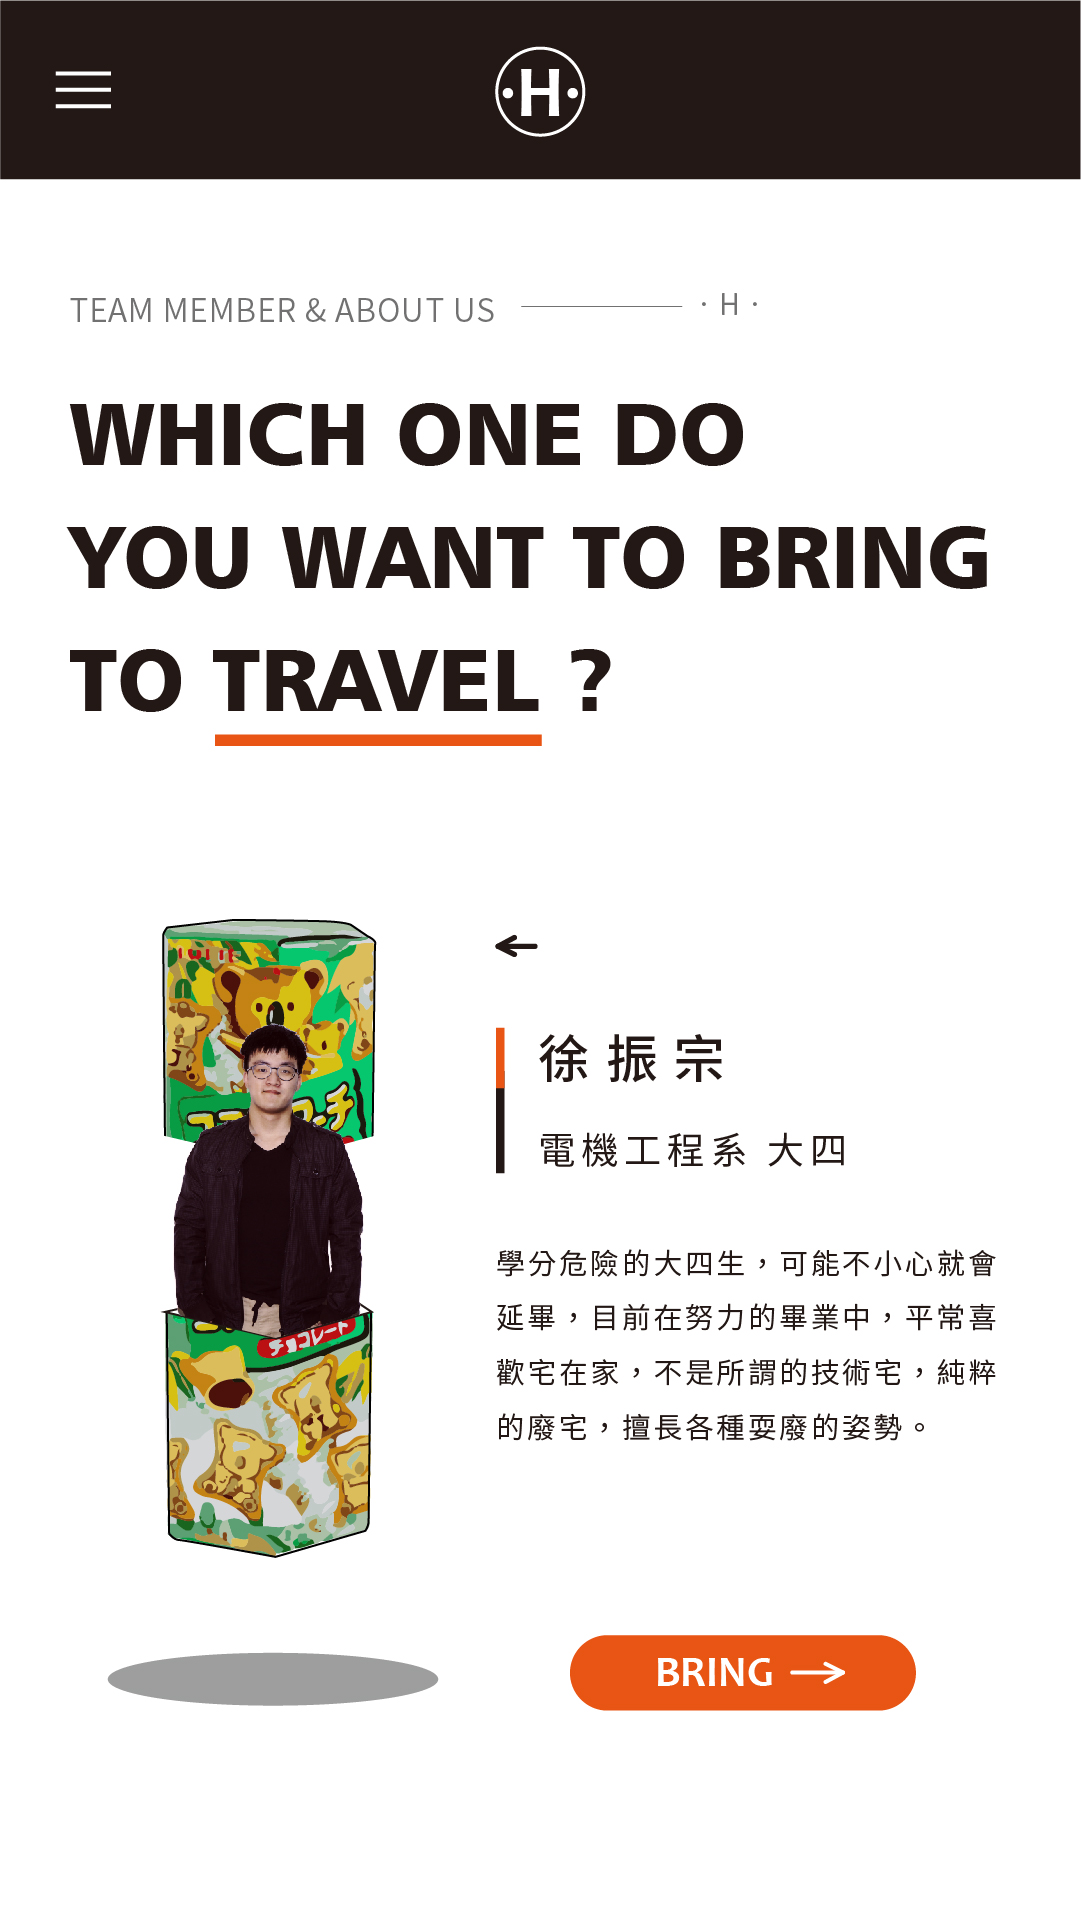 ·H·
TEAM MEMBER & ABOUT US
· H ·
WHICH ONE DO
YOU WANT TO BRING
TO TRAVEL ?
徐振宗
電機工程系 大四
學分危險的大四生，可能不小心就會
延畢，目前在努力的畢業中，平常喜
歡宅在家，不是所謂的技術宅，純粹
的廢宅，擅長各種耍廢的姿勢。
チョコレート
BRING